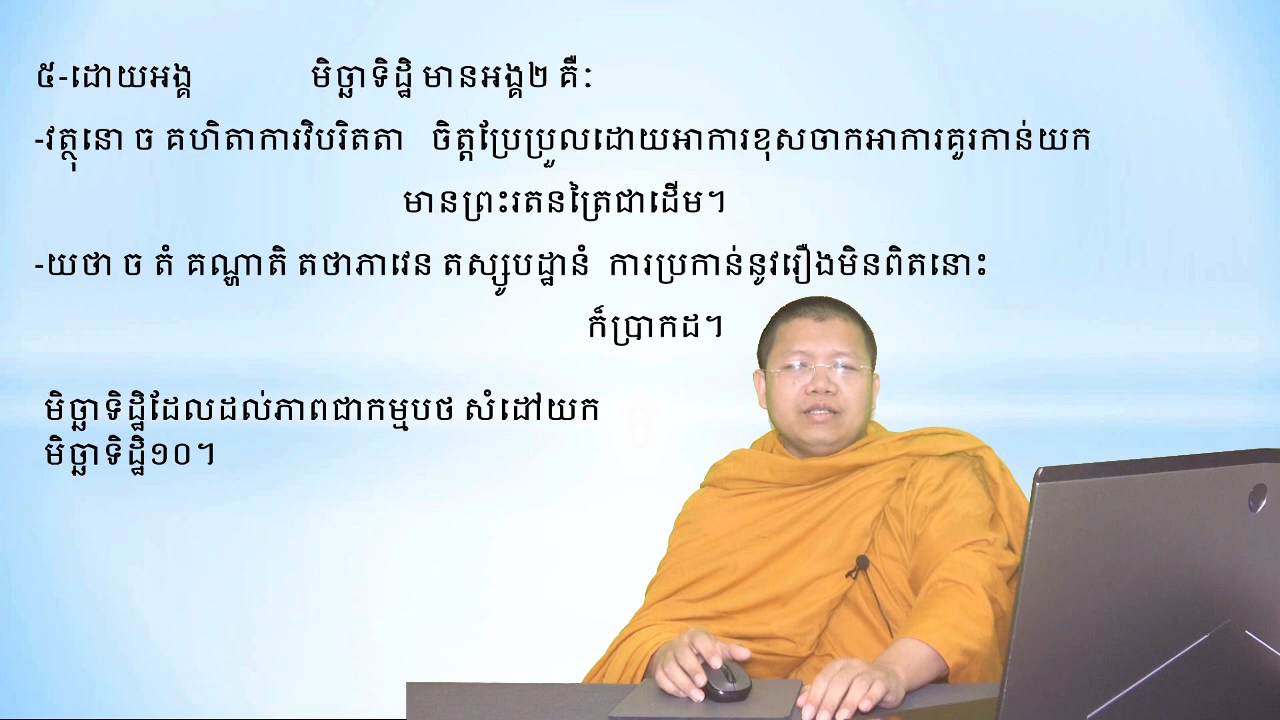 ៥-ដោយអង្គ មិច្ឆាទិដ្ឋិ មានអង្គ២ គឺៈ
-វត្ថុនោ ច គហិតាការវិបរិតតា ចិត្តប្រែប្រួលដោយអាការខុសចាកអាការគួរកាន់យក
មានព្រះរតនត្រៃជាដើម។
-យថា ច តំ គណ្ហាតិ តថាភាវេន តស្សូបដ្ឋានំ ការប្រកាន់នូវរឿងមិនពិតនោះ
ក៏ប្រាកដ។
មិច្ឆាទិដ្ឋិដែលដល់ភាពជាកម្មបថ សំដៅយក
មិច្ឆាទិដ្ឋិ១០។